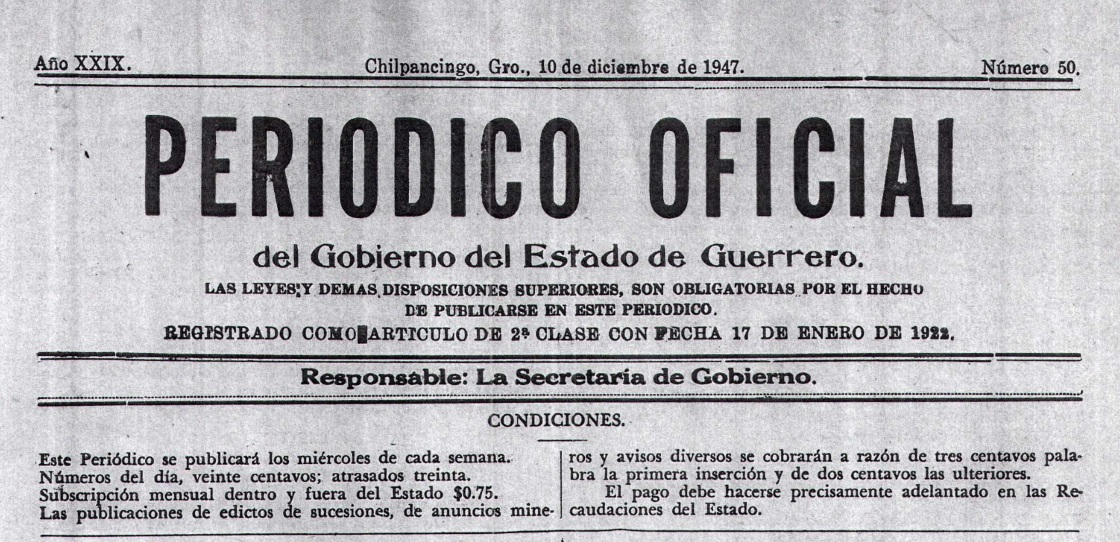 Año XXIX.
Chilpancingo, Gro., 10 de diciembre de 1947.
Número 50.
PERIODICO OFICIAL
del Gobierno del Estado de Guerrero.
LAS LEYES Y DEMAS DISPOSICIONES SUPERIORES, SON OBLIGATORIAS POR EL HECHO
DE PUBLICARSE EN ESTE PERIODICO.
REGISTRADO COMO ARTICULO DE 2ª CLASE CON FECHA 17 DE ENERO DE 1922.
Responsable: La Secretaría de Gobierno.
CONDICIONES.
Este Periódico se publicará los miércoles de cada semana.
Números del día, veinte centavos; atrasados treinta.
Subscripción mensual dentro y fuera del Estado $0.75.
Las publicaciones de edictos de sucesiones, de anuncios mine-
ros y avisos diversos se cobrarán a razón de tres centavos pala-
bra la primera inserción y de dos centavos las ulteriores.
El pago debe hacerse precisamente adelantado en las Re-
caudaciones del Estado.